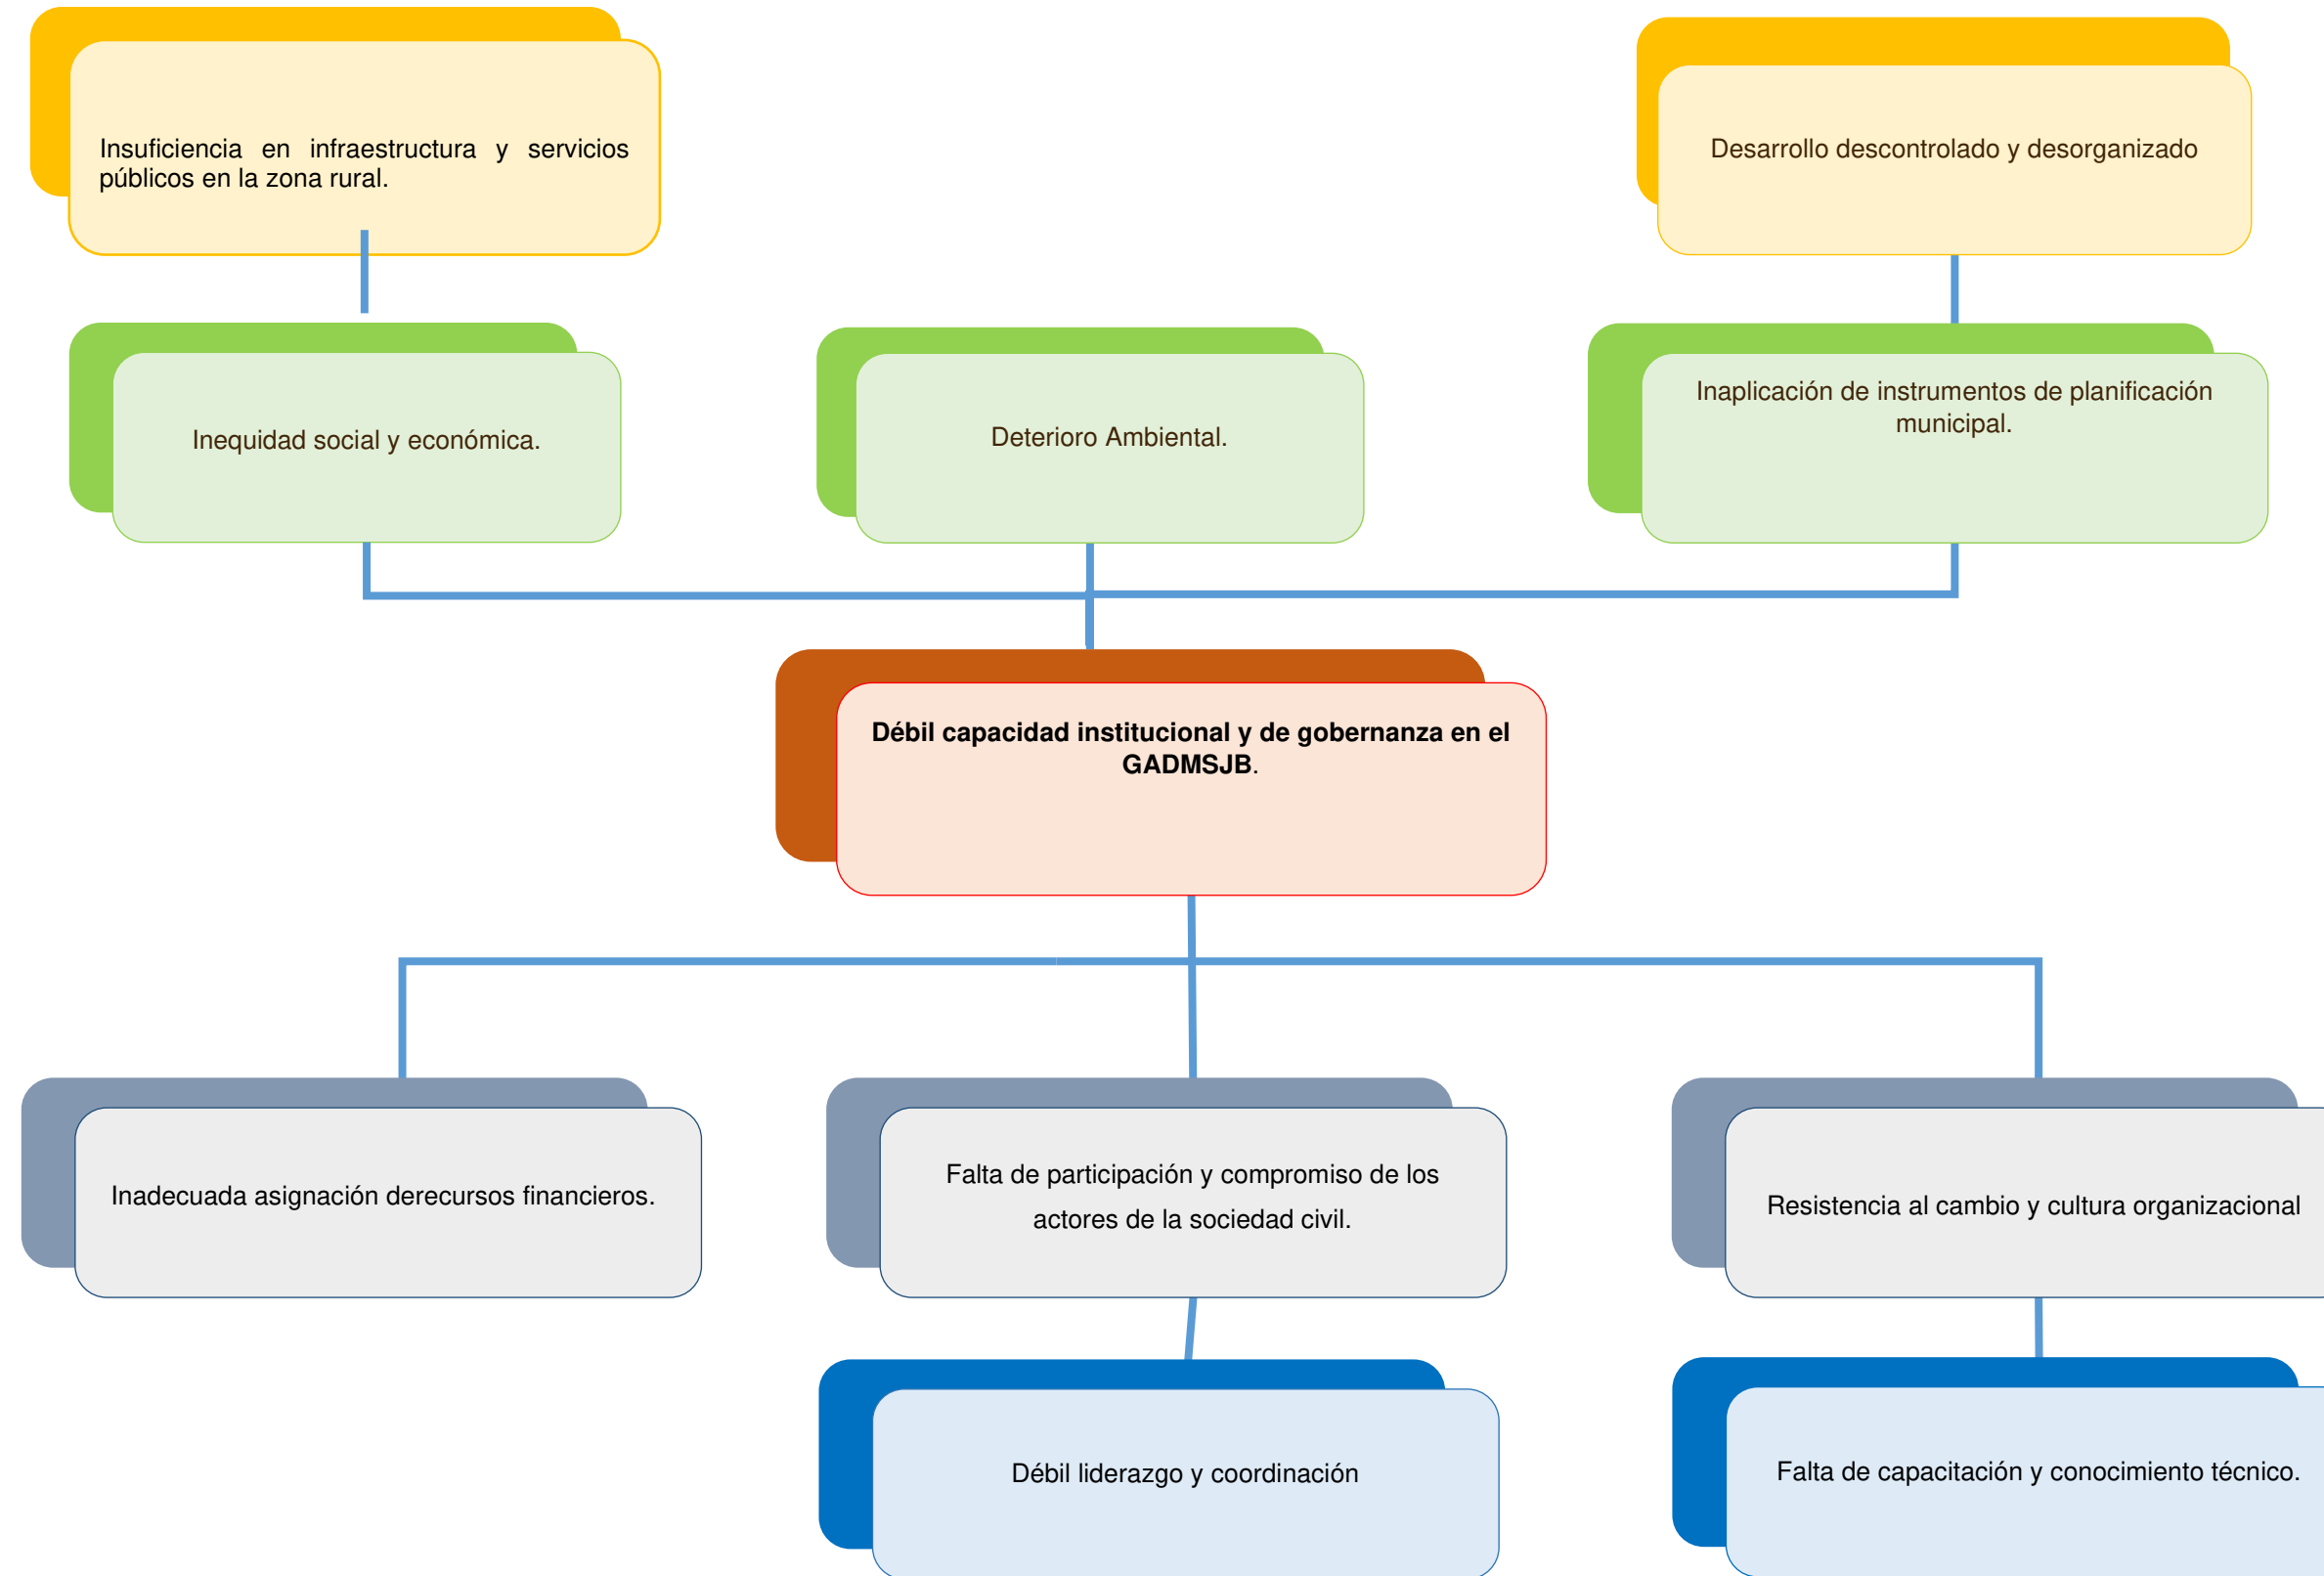 Insuficiencia en infraestructura y servicios
públicos en la zona rural.
Desarrollo descontrolado y desorganizado
Inequidad social y económica.
Deterioro Ambiental.
Inaplicación de instrumentos de planificación
municipal.
Débil capacidad institucional y de gobernanza en el
GADMSJB.
Inadecuada asignación derecursos financieros.
Falta de participación y compromiso de los
actores de la sociedad civil.
Resistencia al cambio y cultura organizacional
Débil liderazgo y coordinación
Falta de capacitación y conocimiento técnico.